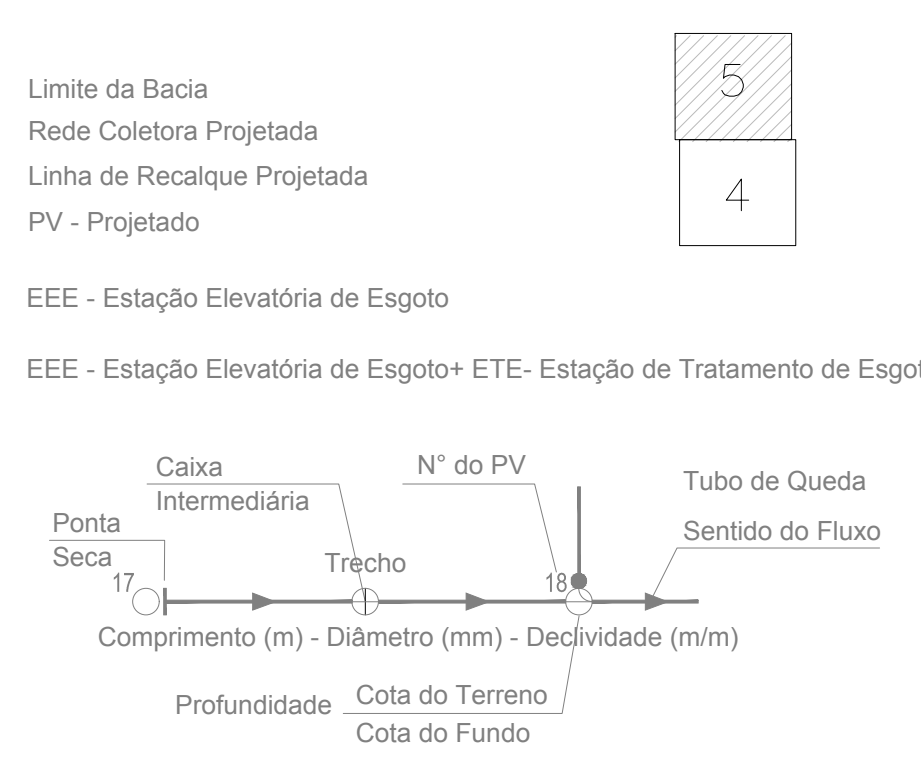 5
Limite da Bacia
Rede Coletora Projetada
Linha de Recalque Projetada
4
PV - Projetado
EEE - Estação Elevatória de Esgoto
EEE - Estação Elevatória de Esgoto+ ETE- Estação de Tratamento de Esgot
Caixa
Intermediária
N° do PV
Tubo de Queda
Ponta
Seca
Sentido do Fluxo
Trecho
17
18
Comprimento (m) - Diâmetro (mm) - Declividade (m/m)
Profundidade
Cota do Terreno
Cota do Fundo